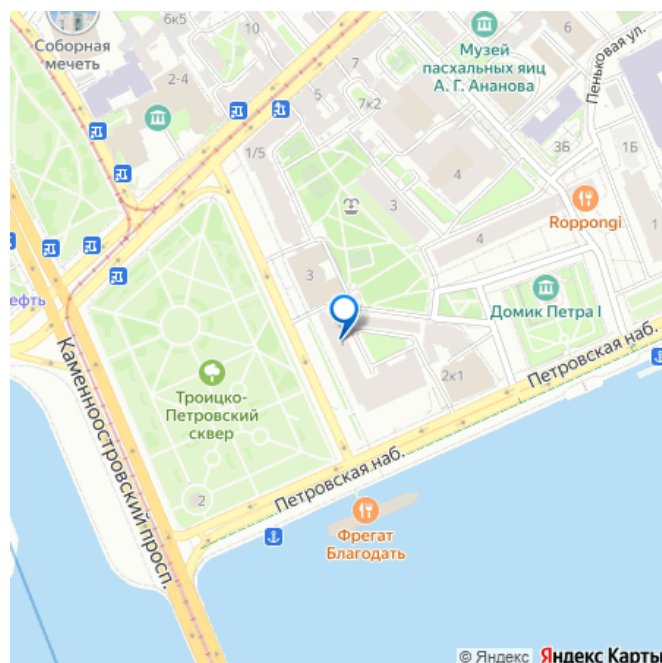 6к5
6
Соборная
мечеть
Музей
пасхальных яиц
А. Г. Ананова
Пеньковая ул.
2-4
7
5
7к2
1/5
3Б
1Б
4
3
Roppongi
1
4
3
ефть
Домик Петра I
Каменноостровский просп.
Троицко-
Петровский
сквер
2к1
Петровская наб.
2
Петровская наб.
Фрегат
Благодать
© Яндекс Яндекс Карты